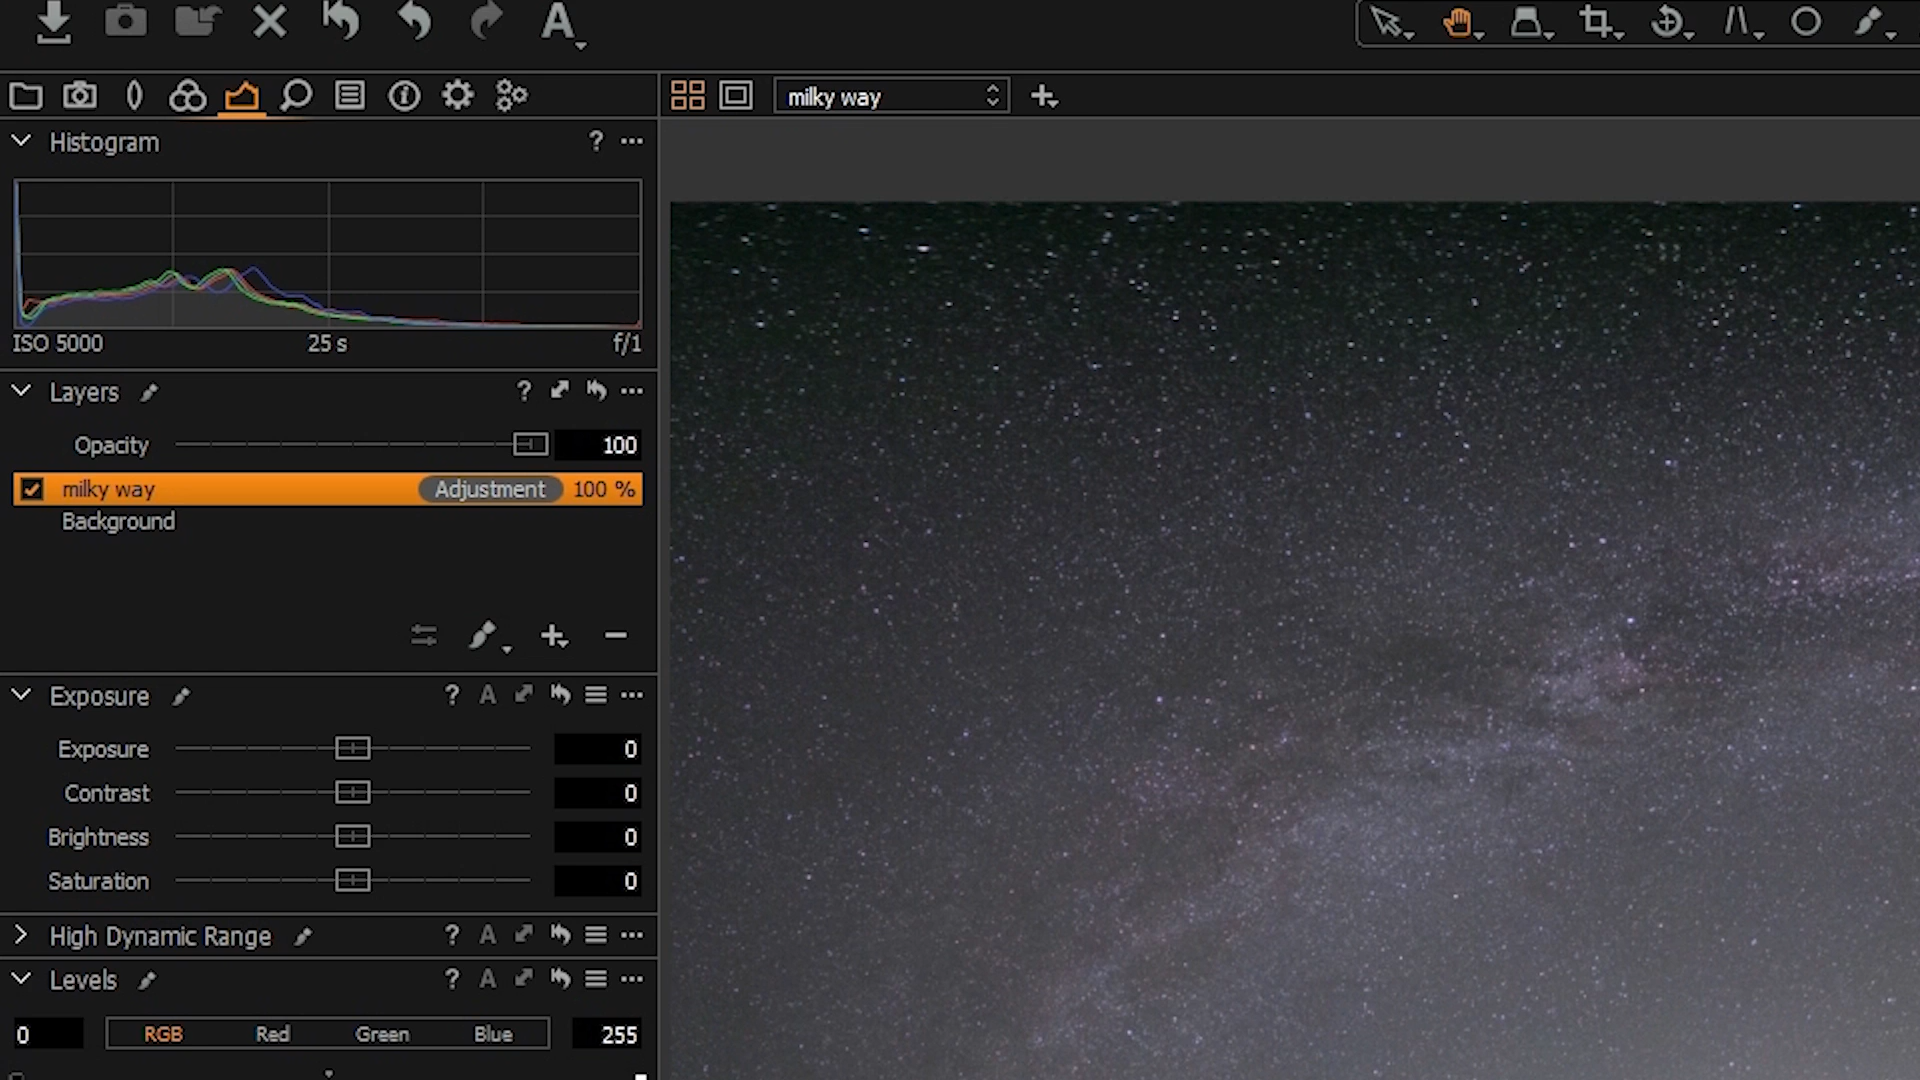 A
milky way
Histogram ?
ISO 5000 25 s f/1
Layers ?
Opacity 100
milky way Adjustment 100 %
Background
Exposure ? A
Exposure 0
Contrast 0
Brightness 0
Saturation 0
High Dynamic Range ? A
Levels ? A
0 RGB Red Green Blue 255